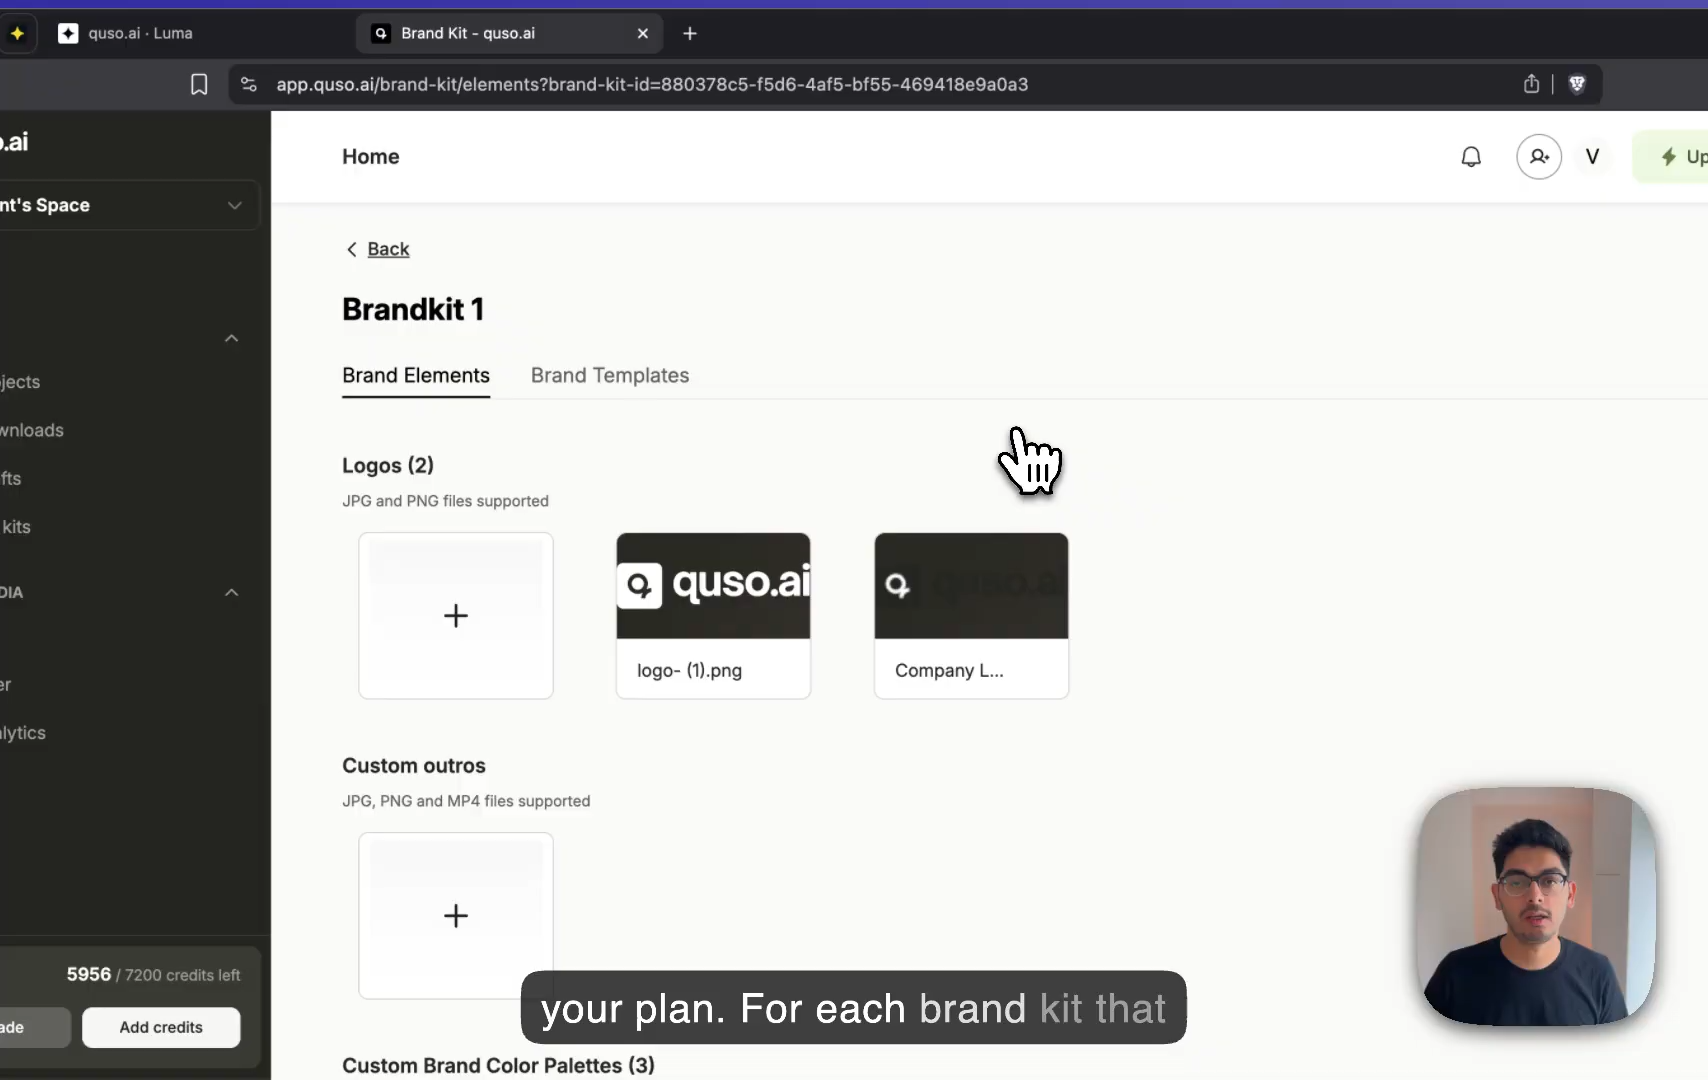 quso.ai · Luma
Brand Kit - quso.ai
app.quso.ai/brand-kit/elements?brand-kit-id=880378c5-f5d6-4af5-bf55-469418e9a0a3
o.ai
Home
V
Up
nt's Space
Back
Brandkit 1
jects
Brand Elements
Brand Templates
wnloads
Logos (2)
fts
JPG and PNG files supported
kits
quso.ai
quso.ai
DIA
logo- (1).png
Company L...
er
lytics
Custom outros
JPG, PNG and MP4 files supported
5956 / 7200 credits left
ade
Add credits
your plan. For each brand kit that
Custom Brand Color Palettes (3)